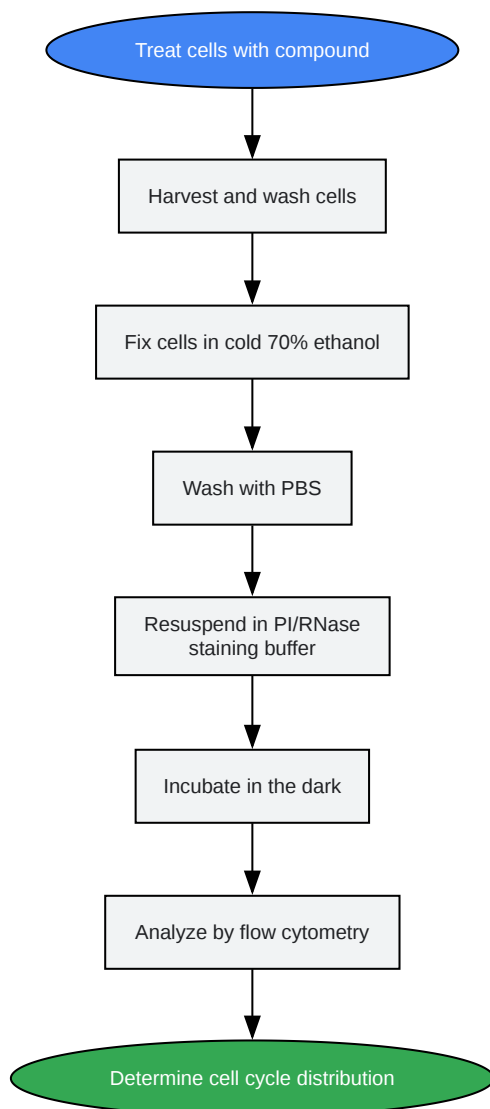 Treat cells with compound
Harvest and wash cells
Fix cells in cold 70% ethanol
Wash with PBS
Resuspend in PI/RNase
staining buffer
Incubate in the dark
Analyze by flow cytometry
Determine cell cycle distribution